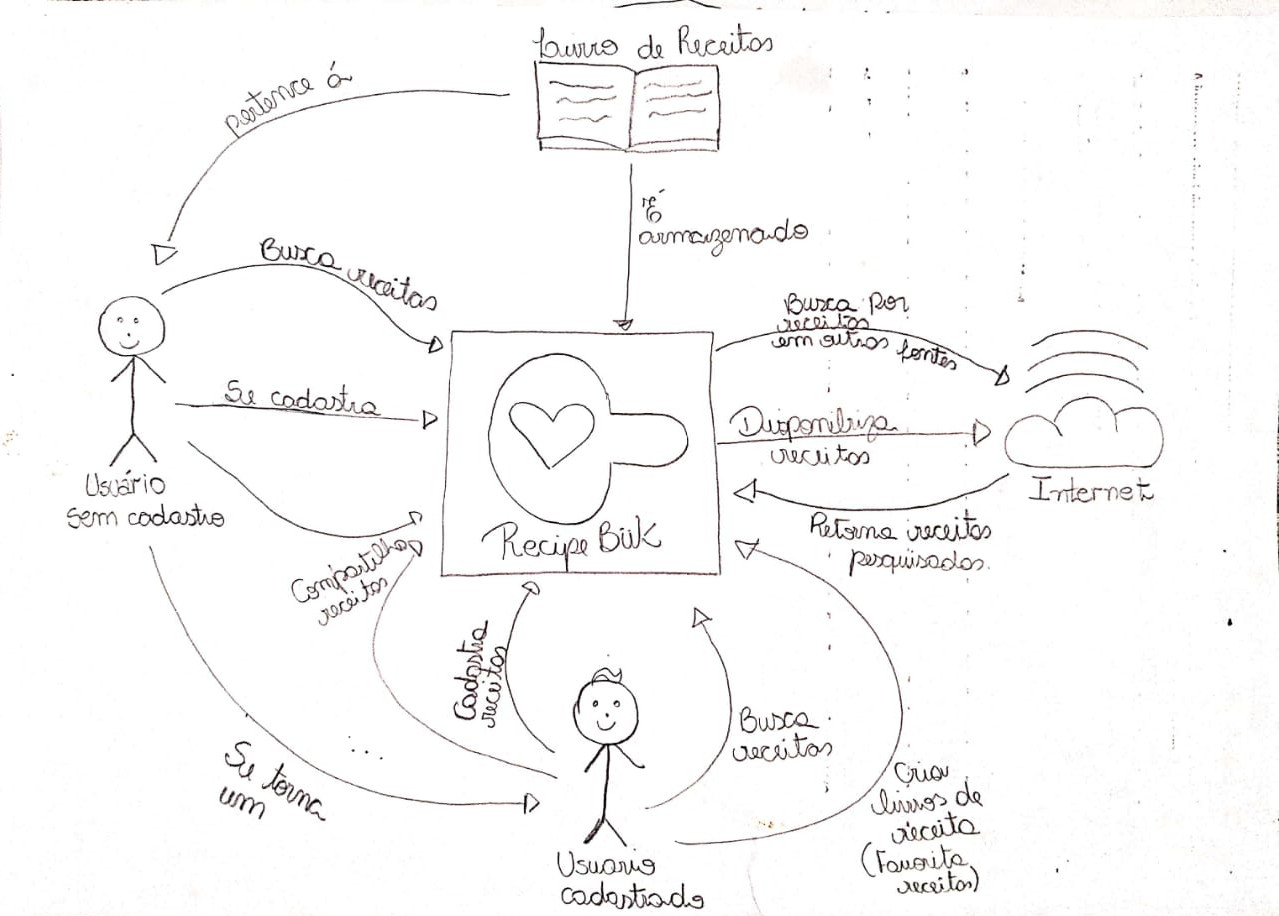 Livro de Receitas
pertence á
É
armazenado
Busca receitas
Busca por
receitas
em outras fontes
Se cadastra
Disponibiliza
receitas
Internet
Usuário
sem cadastro
Retorna receitas
pesquisadas.
Recipe Büük
Compartilha
receitas
Cadastra
receitas
Busca
receitas
Se torna
um
Cria
livros de
receita
(Favorita
receitas)
Usuario
cadastrado